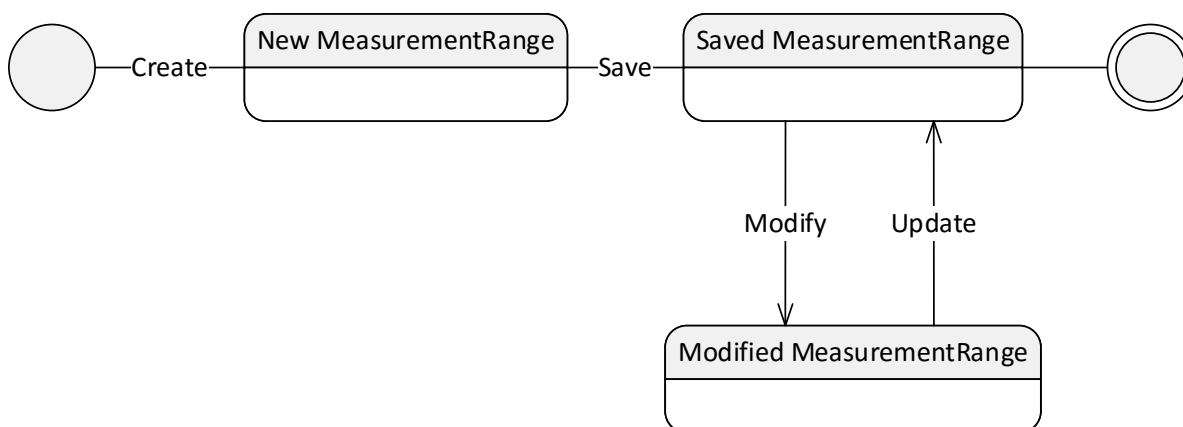 Create
New MeasurementRange
Save
Saved MeasurementRange
Modify
Update
Modified MeasurementRange